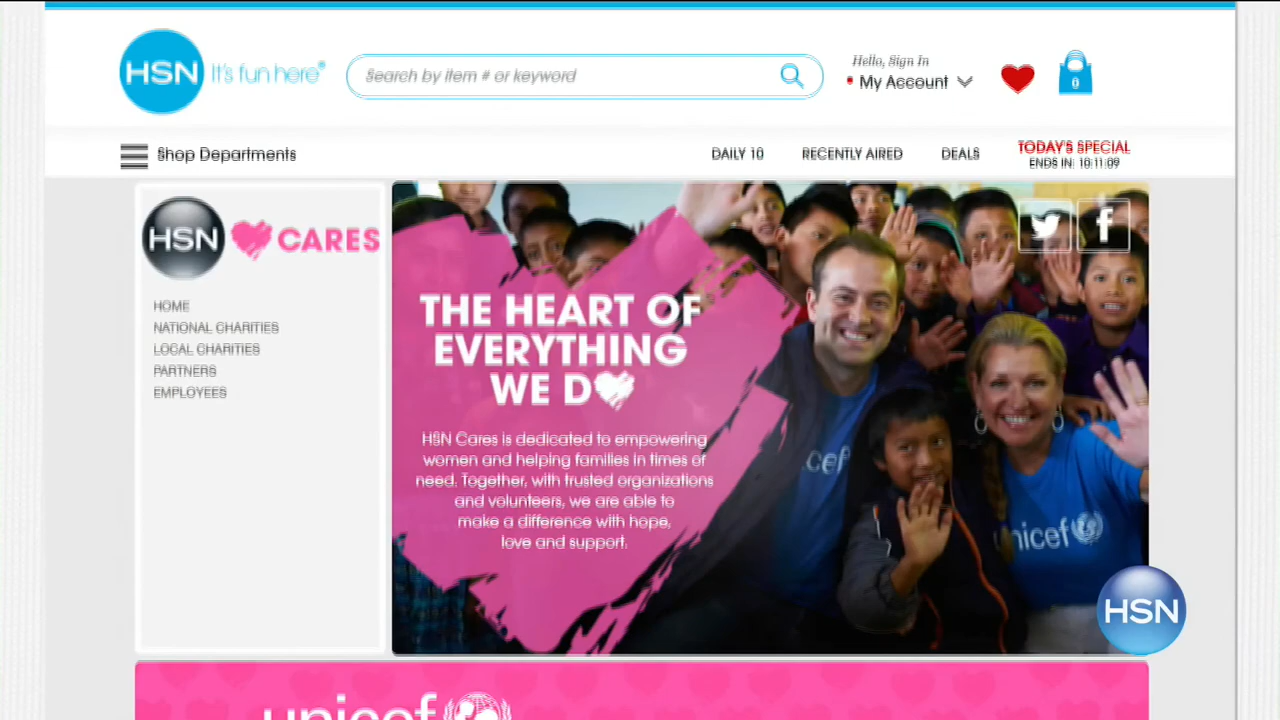 HSN It's fun here®
Search by item # or keyword
Hello, Sign In
My Account
0
Shop Departments
DAILY 10
RECENTLY AIRED
DEALS
TODAY'S SPECIAL
ENDS IN: 10:11:09
HSN CARES
HOME
NATIONAL CHARITIES
LOCAL CHARITIES
PARTNERS
EMPLOYEES
THE HEART OF
EVERYTHING
WE D
HSN Cares is dedicated to empowering
women and helping families in times of
need. Together, with trusted organizations
and volunteers, we are able to
make a difference with hope,
love and support.
cef
unicef
HSN
unicef